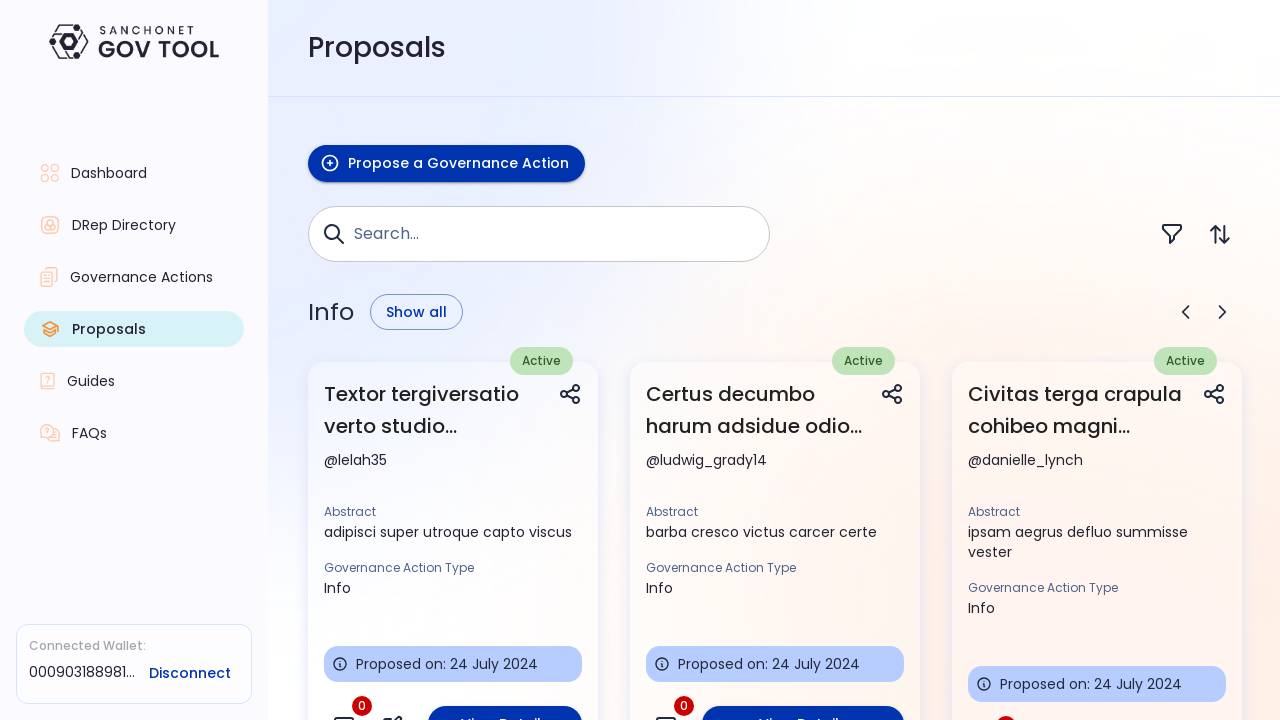 SANCHONET
GOV TOOL
Dashboard
DRep Directory
Governance Actions
Proposals
Guides
FAQs
Connected Wallet:
000903188981...
Disconnect
Proposals
Propose a Governance Action
Search...
Info
Show all
Active
Textor tergiversatio
verto studio...
@lelah35
Abstract
adipisci super utroque capto viscus
Governance Action Type
Info
Proposed on: 24 July 2024
0
View Details
Active
Certus decumbo
harum adsidue odio...
@ludwig_grady14
Abstract
barba cresco victus carcer certe
Governance Action Type
Info
Proposed on: 24 July 2024
0
View Details
Active
Civitas terga crapula
cohibeo magni...
@danielle_lynch
Abstract
ipsam aegrus defluo summisse
vester
Governance Action Type
Info
Proposed on: 24 July 2024